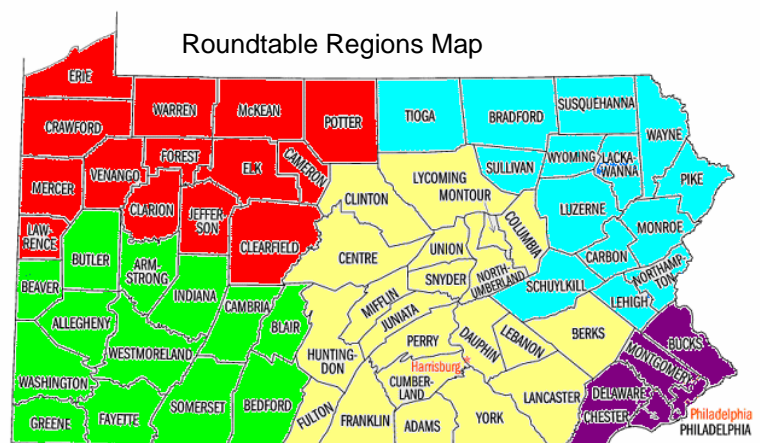 Roundtable Regions Map
ERIE
WARREN
McKEAN
POTTER
TIOGA
BRADFORD
SUSQUEHANNA
CRAWFORD
WAYNE
FOREST
ELK
CAMERON
WYOMING
LACKA-
WANNA
VENANGO
MERCER
SULLIVAN
LYCOMING
PIKE
CLINTON
MONTOUR
CLARION
JEFFER
SON
LUZERNE
COLUMBIA
MONROE
LAW-
RENCE
CLEARFIELD
CENTRE
UNION
BUTLER
ARM-
STRONG
CARBON
NORTHAMP
TON
SNYDER
NORTH-
UMBERLAND
SCHUYLKILL
BEAVER
INDIANA
LEHIGH
MIFFLIN
CAMBRIA
JUNIATA
ALLEGHENY
BLAIR
PERRY
DAUPHIN
LEBANON
BERKS
BUCKS
WESTMORELAND
HUNTING-
DON
MONTGOMERY
Harrisburg
WASHINGTON
CUMBER-
LAND
DELAWARE
LANCASTER
SOMERSET
BEDFORD
FULTON
CHESTER
Philadelphia
PHILADELPHIA
GREENE
FAYETTE
FRANKLIN
ADAMS
YORK